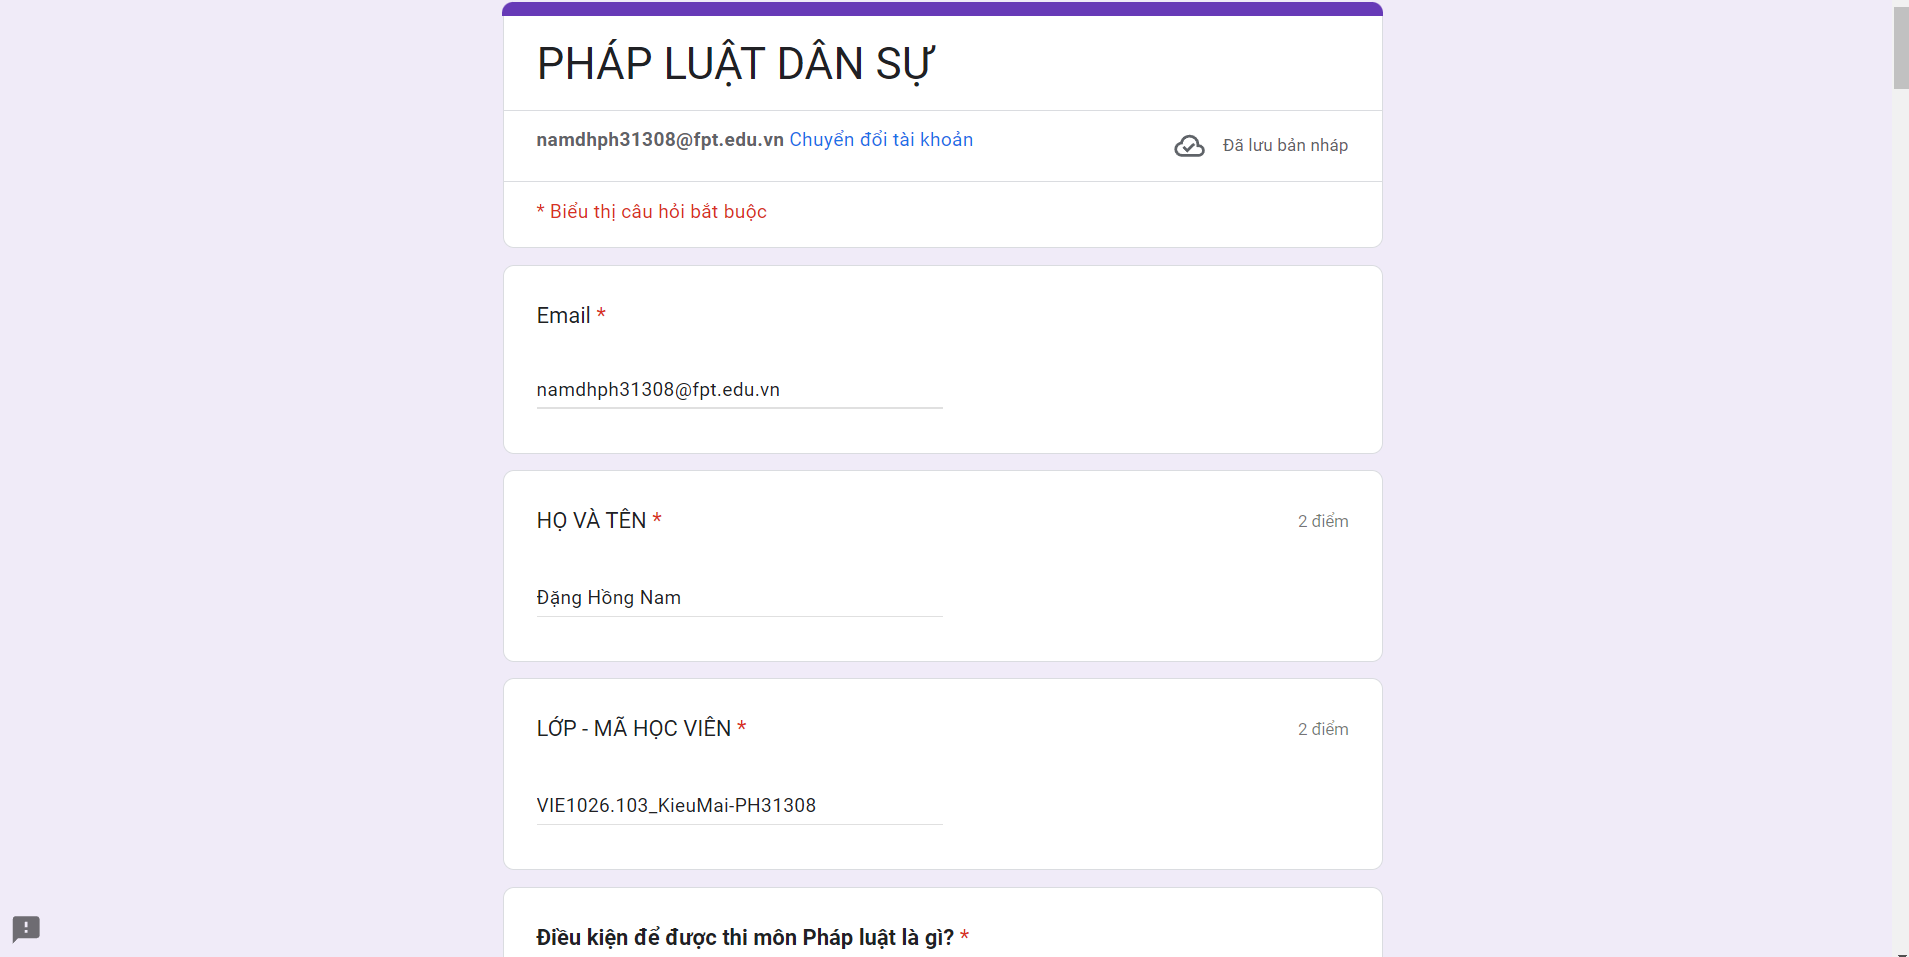 PHÁP LUẬT DÂN SỰ
namdhph31308@fpt.edu.vn Chuyển đổi tài khoản
Đã lưu bản nháp
* Biểu thị câu hỏi bắt buộc
Email *
namdhph31308@fpt.edu.vn
HỌ VÀ TÊN *
2 điểm
Đặng Hồng Nam
LỚP - MÃ HỌC VIÊN *
2 điểm
VIE1026.103_KieuMai-PH31308
Điều kiện để được thi môn Pháp luật là gì? *